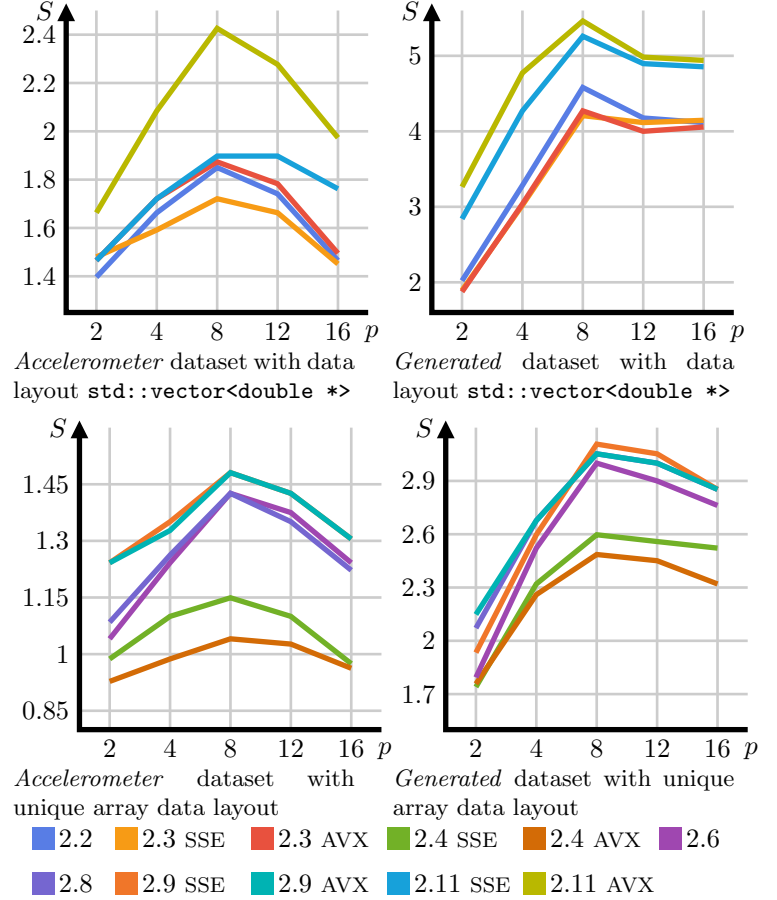 S
2.4
2.2
2
1.8
1.6
1.4
2 4 8 12 16 p
Accelerometer dataset with data
layout std::vector<double *>
S
5
4
3
2
2 4 8 12 16 p
Generated dataset with data
layout std::vector<double *>
S
1.45
1.3
1.15
1
0.85
2 4 8 12 16 p
Accelerometer dataset with
unique array data layout
S
2.9
2.6
2.3
2
1.7
2 4 8 12 16 p
Generated dataset with unique
array data layout
2.2 2.3 SSE 2.3 AVX 2.4 SSE 2.4 AVX 2.6
2.8 2.9 SSE 2.9 AVX 2.11 SSE 2.11 AVX